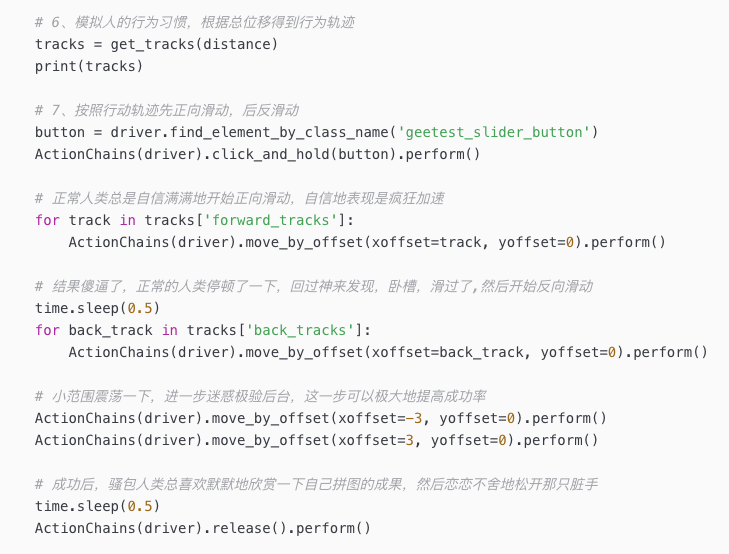 # 6、模拟人的行为习惯，根据总位移得到行为轨迹
tracks = get_tracks(distance)
print(tracks)
# 7、按照行动轨迹先正向滑动，后反滑动
button = driver.find_element_by_class_name('geetest_slider_button')
ActionChains(driver).click_and_hold(button).perform()
# 正常人类总是自信满满地开始正向滑动，自信地表现是疯狂加速
for track in tracks['forward_tracks']:
    ActionChains(driver).move_by_offset(xoffset=track, yoffset=0).perform()
# 结果傻逼了，正常的人类停顿了一下，回过神来发现，卧槽，滑过了,然后开始反向滑动
time.sleep(0.5)
for back_track in tracks['back_tracks']:
    ActionChains(driver).move_by_offset(xoffset=back_track, yoffset=0).perform()
# 小范围震荡一下，进一步迷惑极验后台，这一步可以极大地提高成功率
ActionChains(driver).move_by_offset(xoffset=-3, yoffset=0).perform()
ActionChains(driver).move_by_offset(xoffset=3, yoffset=0).perform()
# 成功后，骚包人类总喜欢默默地欣赏一下自己拼图的成果，然后恋恋不舍地松开那只脏手
time.sleep(0.5)
ActionChains(driver).release().perform()